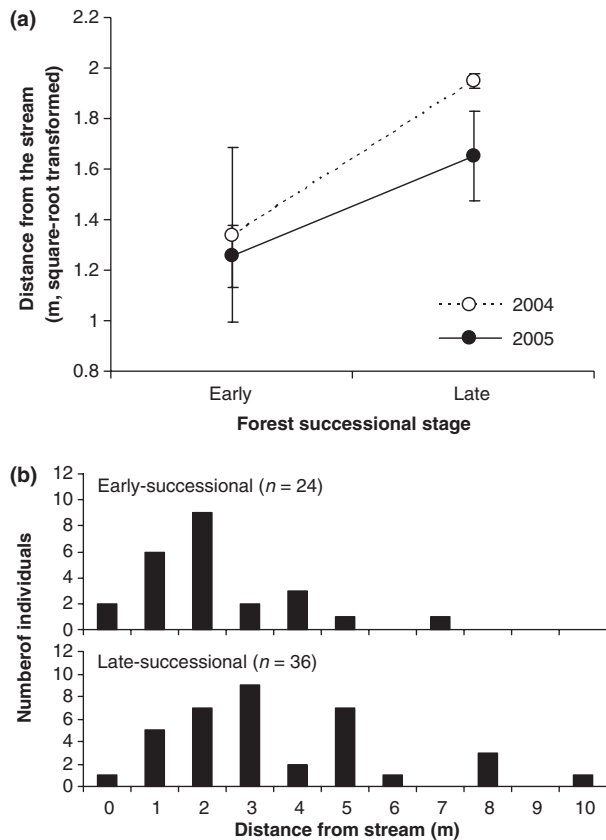 (a)
2.2
2
1.8
1.6
1.4
1.2
1
0.8
Distance from the stream
(m, square-root transformed)
2004
2005
Early Late
Forest successional stage
(b)
12
10
8
6
4
2
0
Early-successional (n = 24)
Numberof individuals
12
10
8
6
4
2
0
Late-successional (n = 36)
0 1 2 3 4 5 6 7 8 9 10
Distance from stream (m)